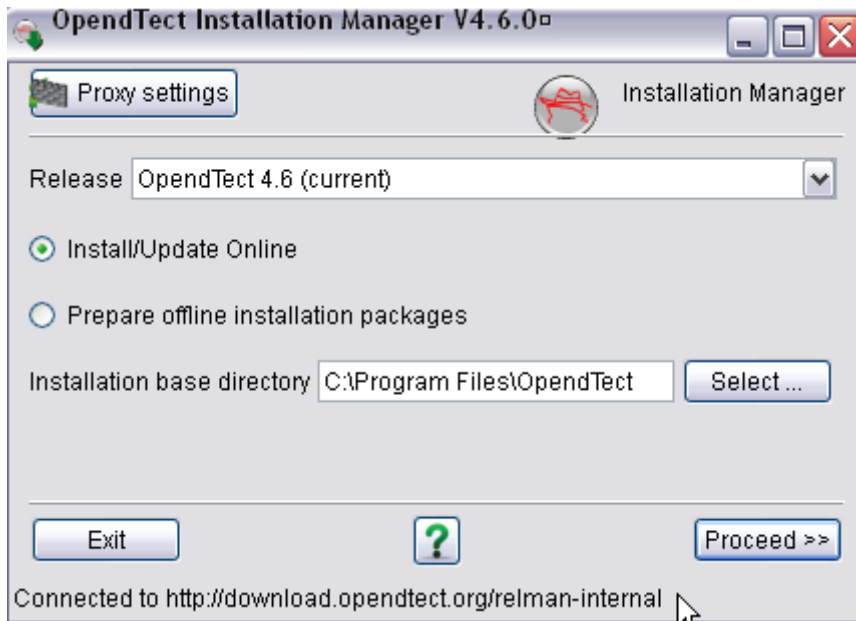 OpendTect Installation Manager V4.6.0¤
Proxy settings
Installation Manager
Release OpendTect 4.6 (current)
Install/Update Online
Prepare offline installation packages
Installation base directory C:\Program Files\OpendTect Select ...
Exit ? Proceed >>
Connected to http://download.opendtect.org/relman-internal